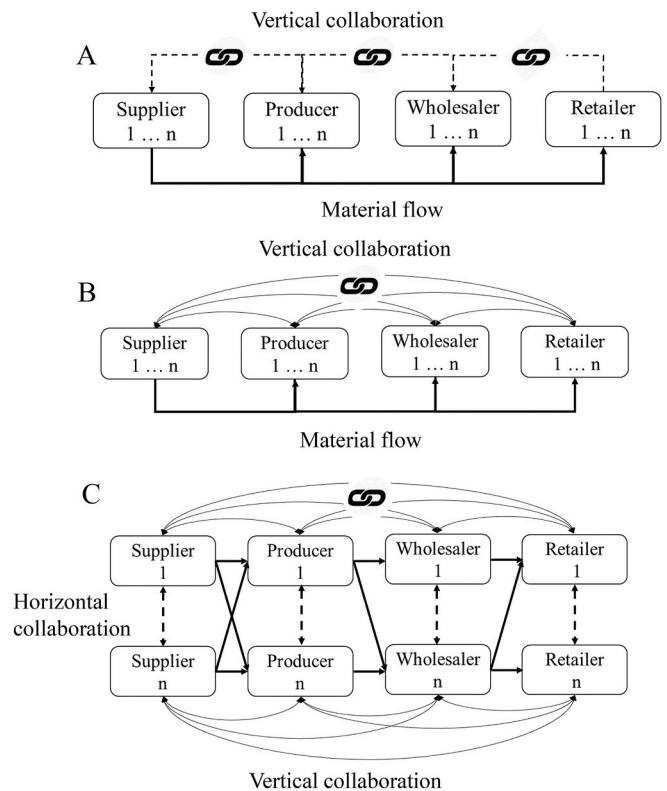 Vertical collaboration
A
Supplier
1 … n
Producer
1 … n
Wholesaler
1 … n
Retailer
1 … n
Material flow
Vertical collaboration
B
Supplier
1 … n
Producer
1 … n
Wholesaler
1 … n
Retailer
1 … n
Material flow
C
Supplier
1
Producer
1
Wholesaler
1
Retailer
1
Horizontal
collaboration
Supplier
n
Producer
n
Wholesaler
n
Retailer
n
Vertical collaboration